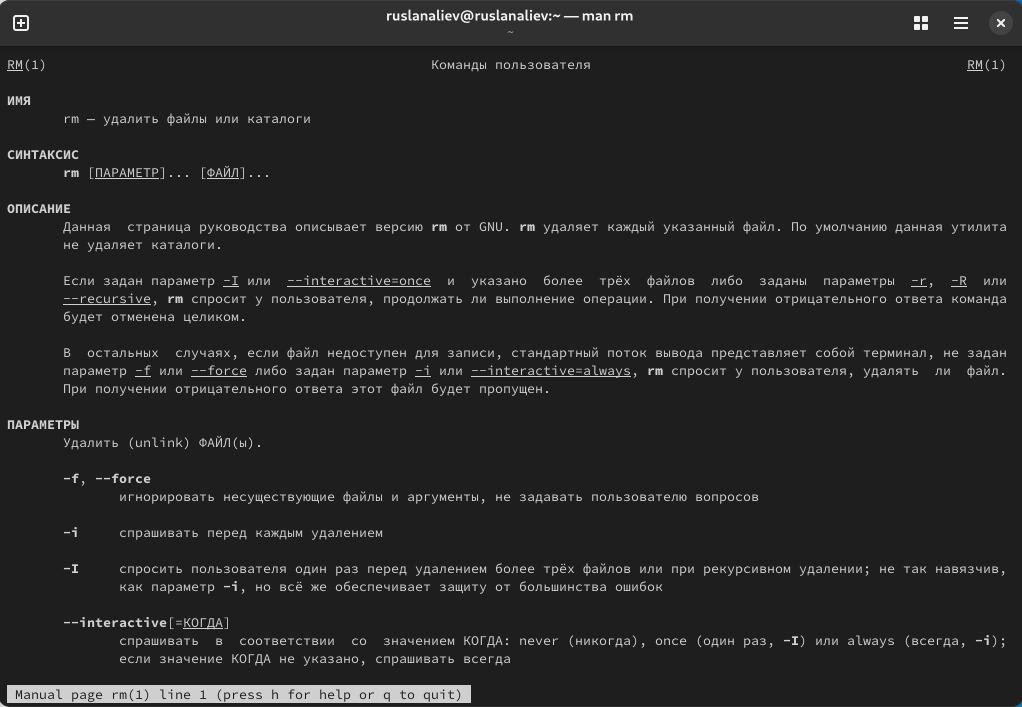 ruslanaliev@ruslanaliev:~ — man rm
~
RM(1) Команды пользователя RM(1)
ИМЯ
rm — удалить файлы или каталоги
СИНТАКСИС
rm [ПАРАМЕТР]... [ФАЙЛ]...
ОПИСАНИЕ
Данная страница руководства описывает версию rm от GNU. rm удаляет каждый указанный файл. По умолчанию данная утилита
не удаляет каталоги.
Если задан параметр -I или --interactive=once и указано более трёх файлов либо заданы параметры -r, -R или
--recursive, rm спросит у пользователя, продолжать ли выполнение операции. При получении отрицательного ответа команда
будет отменена целиком.
В остальных случаях, если файл недоступен для записи, стандартный поток вывода представляет собой терминал, не задан
параметр -f или --force либо задан параметр -i или --interactive=always, rm спросит у пользователя, удалять ли файл.
При получении отрицательного ответа этот файл будет пропущен.
ПАРАМЕТРЫ
Удалить (unlink) ФАЙЛ(ы).
-f, --force
игнорировать несуществующие файлы и аргументы, не задавать пользователю вопросов
-i спрашивать перед каждым удалением
-I спросить пользователя один раз перед удалением более трёх файлов или при рекурсивном удалении; не так навязчив,
как параметр -i, но всё же обеспечивает защиту от большинства ошибок
--interactive[=КОГДА]
спрашивать в соответствии со значением КОГДА: never (никогда), once (один раз, -I) или always (всегда, -i);
если значение КОГДА не указано, спрашивать всегда
Manual page rm(1) line 1 (press h for help or q to quit)